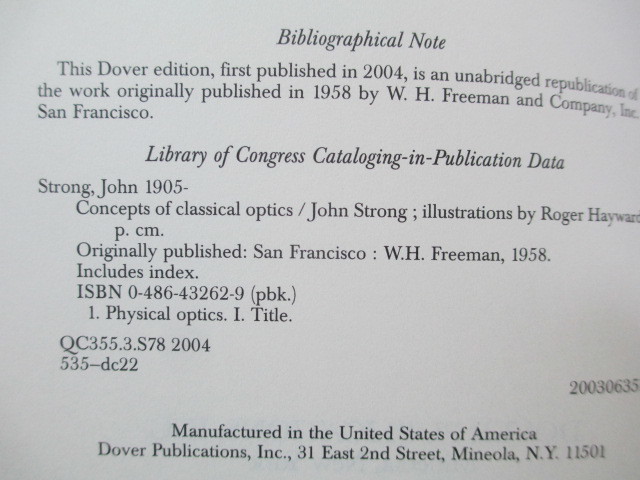 Bibliographical Note
This Dover edition, first published in 2004, is an unabridged republication of
the work originally published in 1958 by W. H. Freeman and Company, Inc.
San Francisco.
Library of Congress Cataloging-in-Publication Data
Strong, John 1905-
Concepts of classical optics / John Strong ; illustrations by Roger Hayward
p. cm.
Originally published: San Francisco : W.H. Freeman, 1958.
Includes index.
ISBN 0-486-43262-9 (pbk.)
1. Physical optics. I. Title.
QC355.3.S78 2004
535–dc22
20030635
Manufactured in the United States of America
Dover Publications, Inc., 31 East 2nd Street, Mineola, N.Y. 11501